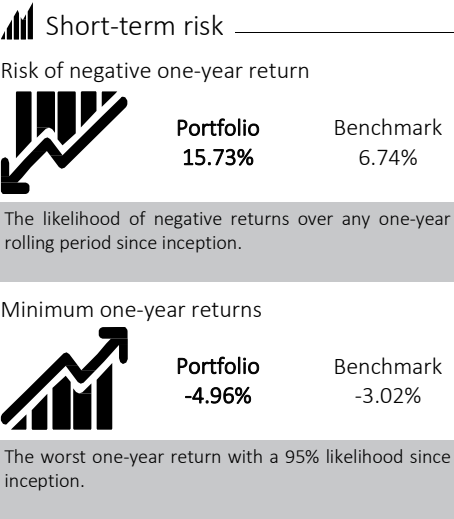 Short-term risk
Risk of negative one-year return
Portfolio Benchmark
15.73% 6.74%
The likelihood of negative returns over any one-year
rolling period since inception.
Minimum one-year returns
Portfolio Benchmark
-4.96% -3.02%
The worst one-year return with a 95% likelihood since
inception.